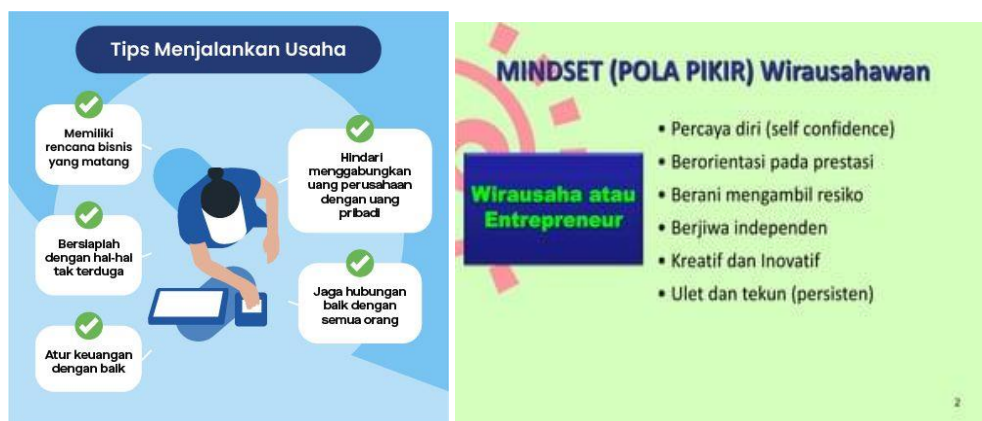 Tips Menjalankan Usaha
Memiliki
rencana bisnis
yang matang
Bersiaplah
dengan hal-hal
tak terduga
Atur keuangan
dengan baik
Hindari
menggabungkan
uang perusahaan
dengan uang
pribadi
Jaga hubungan
baik dengan
semua orang
MINDSET (POLA PIKIR) Wirausahawan
Wirausaha atau
Entrepreneur
• Percaya diri (self confidence)
• Berorientasi pada prestasi
• Berani mengambil resiko
• Berjiwa independen
• Kreatif dan Inovatif
• Ulet dan tekun (persisten)
2